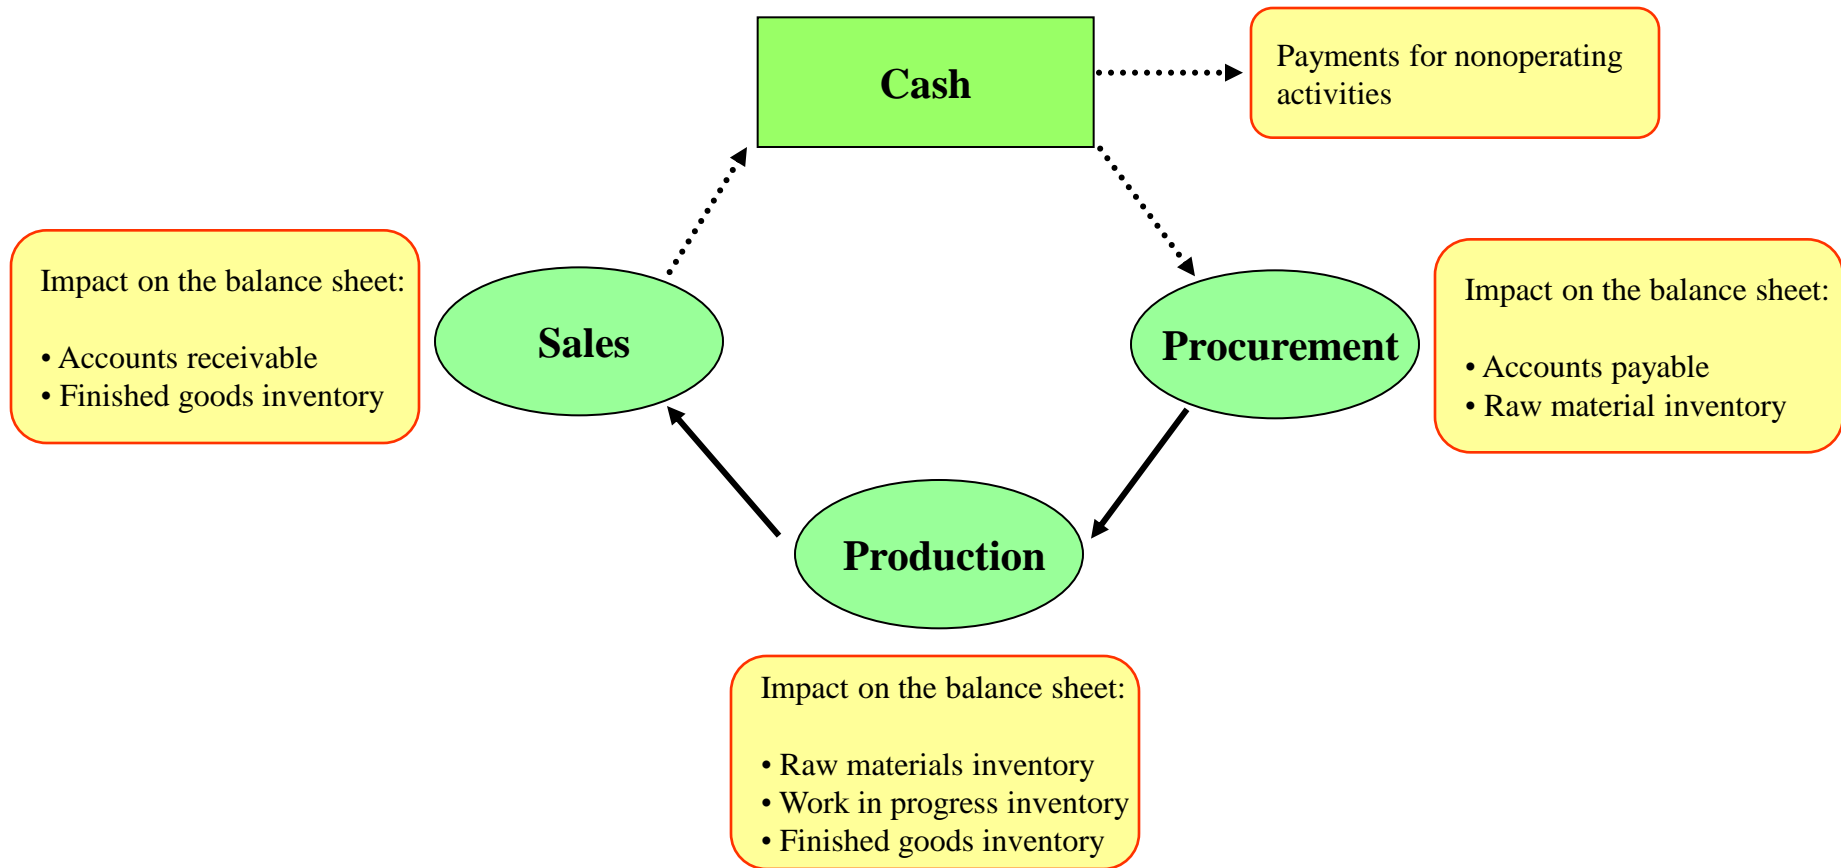 Cash
Payments for nonoperating
activities
Impact on the balance sheet:
• Accounts receivable
• Finished goods inventory
Sales
Procurement
Impact on the balance sheet:
• Accounts payable
• Raw material inventory
Production
Impact on the balance sheet:
• Raw materials inventory
• Work in progress inventory
• Finished goods inventory